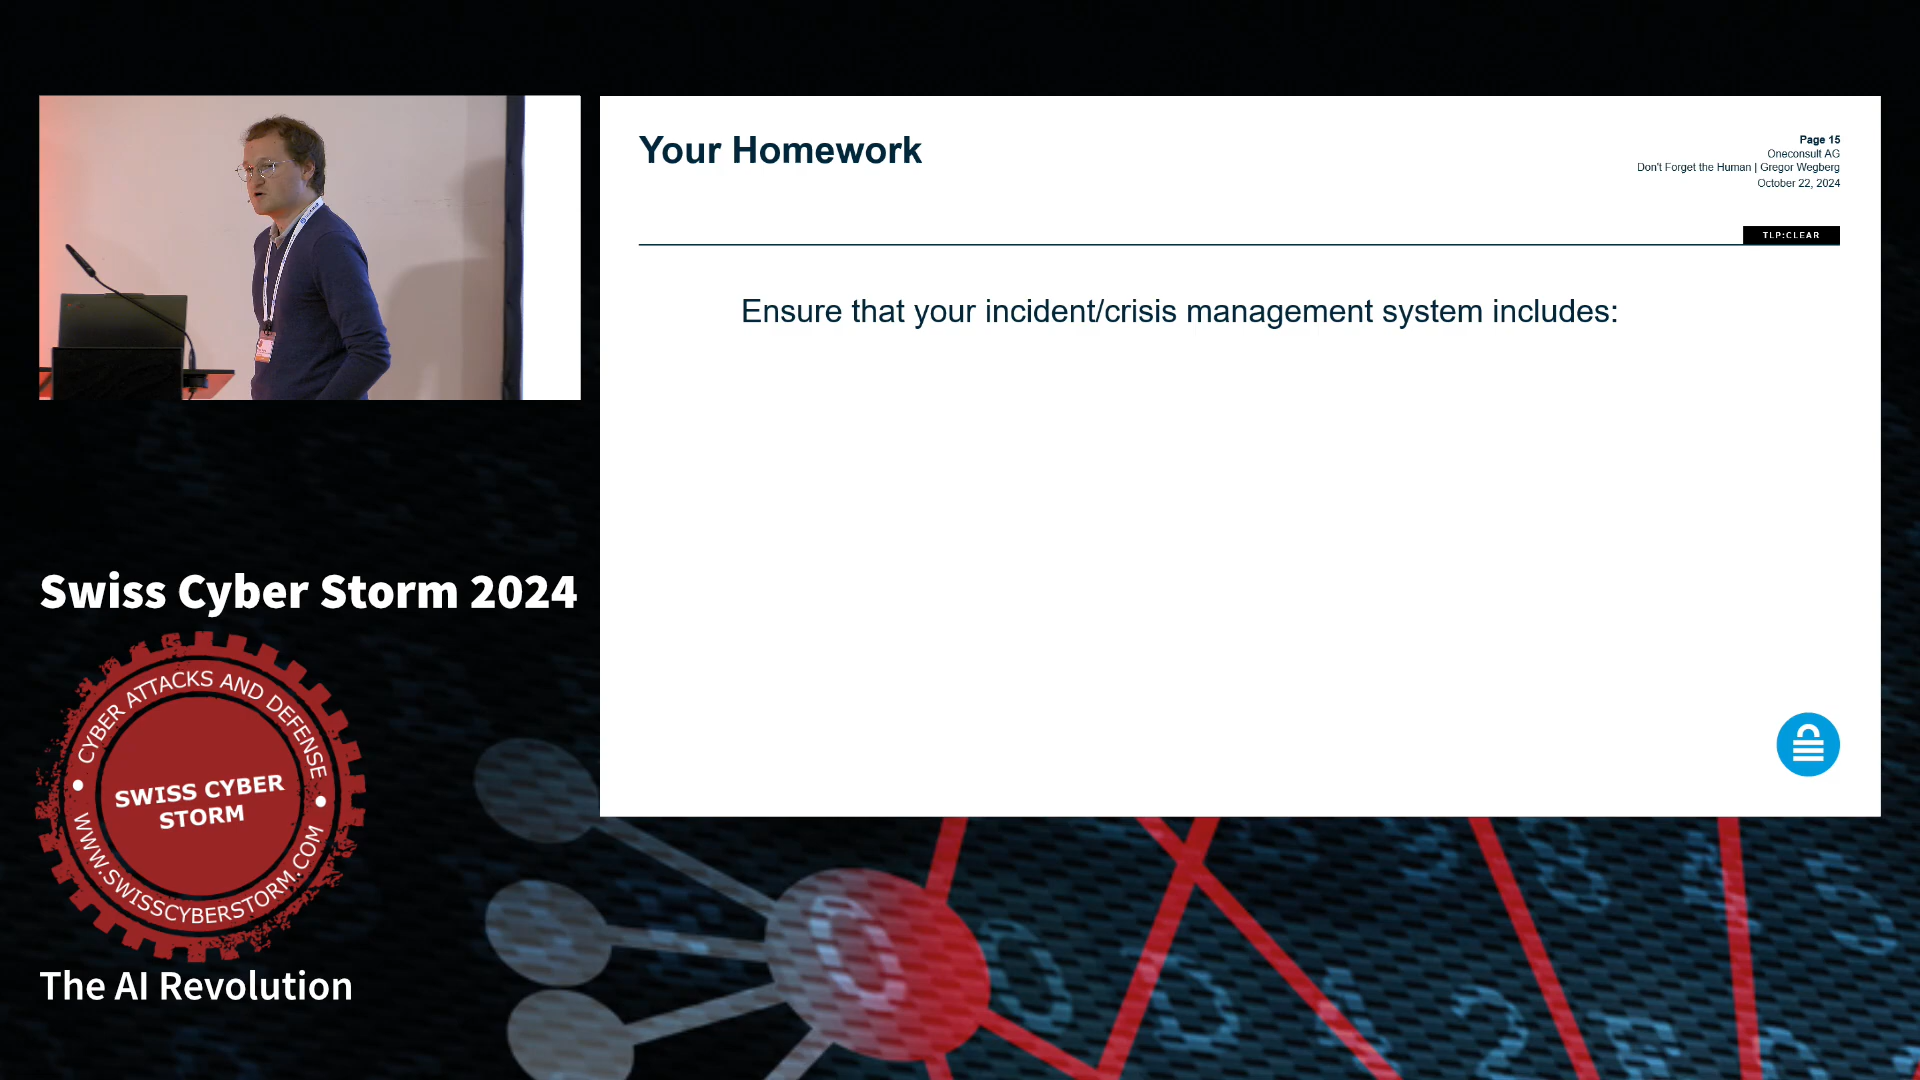 Your Homework
Page 15
Oneconsult AG
Don't Forget the Human | Gregor Wegberg
October 22, 2024
TLP:CLEAR
Ensure that your incident/crisis management system includes:
Swiss Cyber Storm 2024
CYBER ATTACKS AND DEFENSE
SWISS CYBER
STORM
WWW.SWISSCYBERSTORM.COM
The AI Revolution